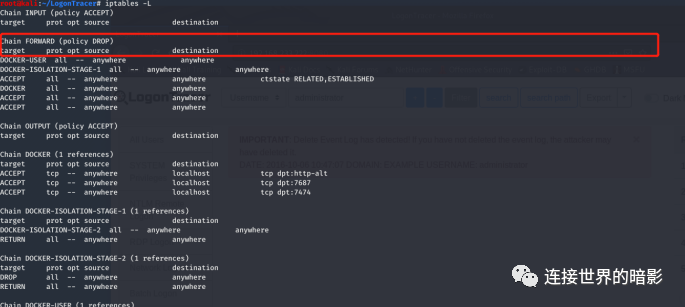 root@kali:~/LogonTracer# iptables -L
Chain INPUT (policy ACCEPT)
target prot opt source destination
Chain FORWARD (policy DROP)
target prot opt source destination
DOCKER-USER all -- anywhere anywhere
DOCKER-ISOLATION-STAGE-1 all -- anywhere anywhere
ACCEPT all -- anywhere anywhere ctstate RELATED,ESTABLISHED
DOCKER all -- anywhere anywhere
ACCEPT all -- anywhere anywhere
ACCEPT all -- anywhere anywhere
Chain OUTPUT (policy ACCEPT)
target prot opt source destination
Chain DOCKER (1 references)
target prot opt source destination
ACCEPT tcp -- anywhere localhost tcp dpt:http-alt
ACCEPT tcp -- anywhere localhost tcp dpt:7687
ACCEPT tcp -- anywhere localhost tcp dpt:7474
Chain DOCKER-ISOLATION-STAGE-1 (1 references)
target prot opt source destination
DOCKER-ISOLATION-STAGE-2 all -- anywhere anywhere
RETURN all -- anywhere anywhere
Chain DOCKER-ISOLATION-STAGE-2 (1 references)
target prot opt source destination
DROP all -- anywhere anywhere
RETURN all -- anywhere anywhere
Chain DOCKER-USER (1 references)
连接世界的暗影